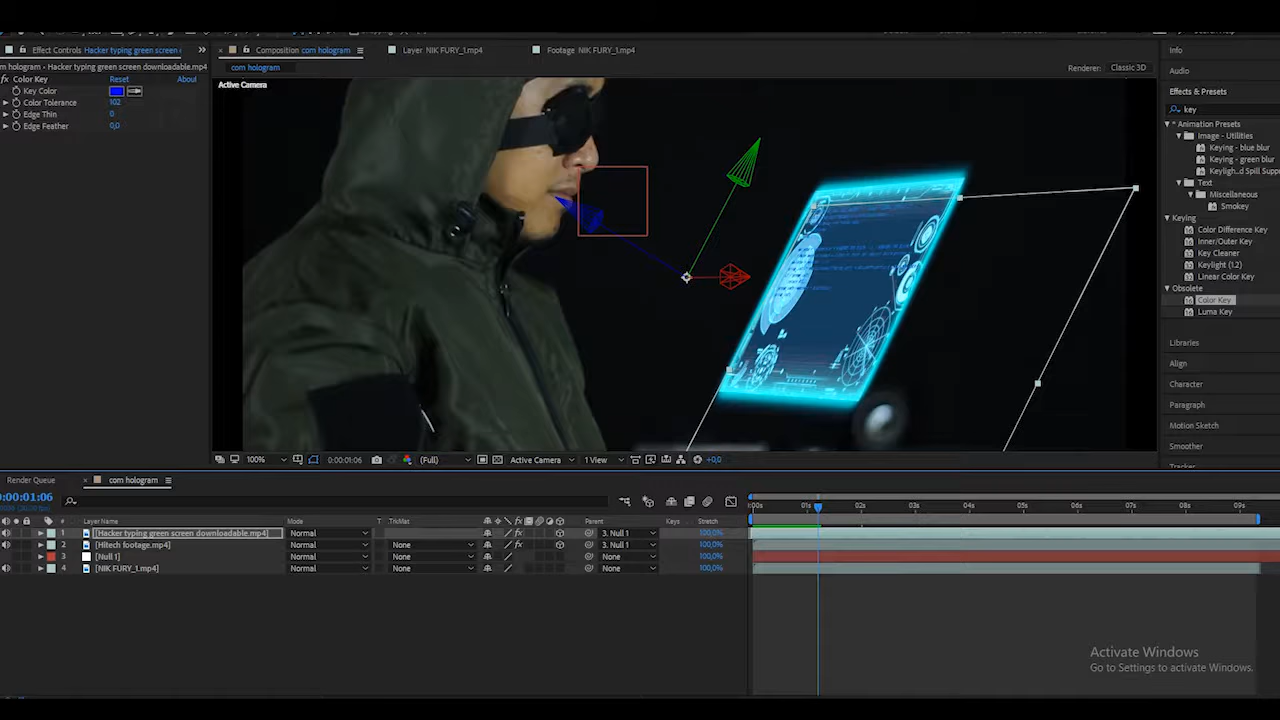 Effect Controls Hacker typing green screen
Composition com hologram
Layer NIK FURY_1.mp4
Footage NIK FURY_1.mp4
Info
m hologram - Hacker typing green screen downloadable.mp4
com hologram
Renderer: Classic 3D
Audio
fx Color Key Reset About
Active Camera
Effects & Presets
Key Color
key
Color Tolerance 102
Edge Thin 0
Edge Feather 0,0
* Animation Presets
Image - Utilities
Keying - blue blur
Keying - green blur
Keyligh...d Spill Supp
Text
Miscellaneous
Smokey
Keying
Color Difference Key
Inner/Outer Key
Key Cleaner
Keylight (1.2)
Linear Color Key
Obsolete
Color Key
Luma Key
Libraries
Align
Character
Paragraph
Motion Sketch
Smoother
100% 0:00:01:06 (Full) Active Camera 1 View +0,0
Render Queue
com hologram
0:00:01:06
:00s 01s 02s 03s 04s 05s 06s 07s 08s 09s
# Layer Name Mode T TrkMat fx Parent Keys Stretch
1 [Hacker typing green screen downloadable.mp4] Normal fx 3. Null 1 100,0%
2 [Hitech footage.mp4] Normal None fx 3. Null 1 100,0%
3 [Null 1] Normal None None 100,0%
4 [NIK FURY_1.mp4] Normal None None 100,0%
Activate Windows
Go to Settings to activate Windows.